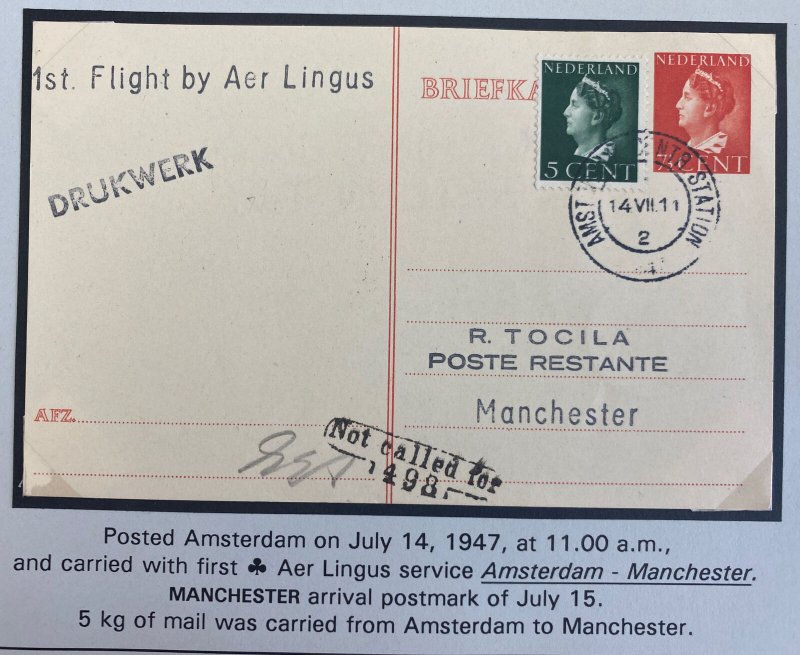 1st. Flight by Aer Lingus
DRUKWERK
BRIEFKA
NEDERLAND
5 CENT
NEDERLAND
CENT
STATION
14 VII.11
2
R. TOCILA
POSTE RESTANTE
Manchester
AFZ.
Not called for
498
Posted Amsterdam on July 14, 1947, at 11.00 a.m.,
and carried with first ♣ Aer Lingus service Amsterdam - Manchester.
MANCHESTER arrival postmark of July 15.
5 kg of mail was carried from Amsterdam to Manchester.